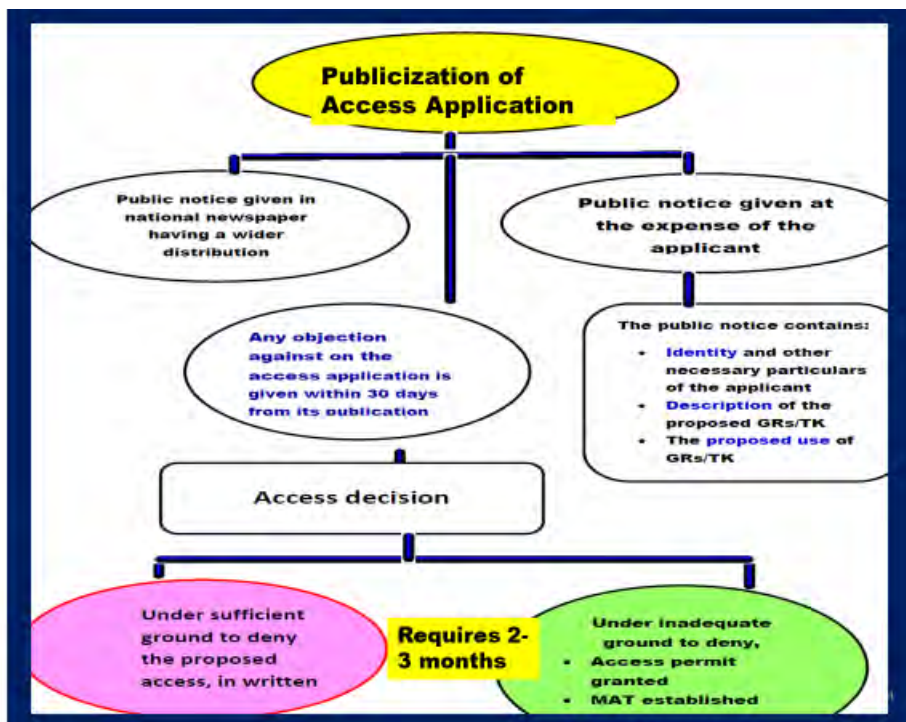 Publicization of
Access Application
Public notice given in
national newspaper
having a wider
distribution
Public notice given at
the expense of the
applicant
Any objection
against on the
access application is
given within 30 days
from its publication
The public notice contains:
• Identity and other
necessary particulars
of the applicant
• Description of the
proposed GRs/TK
• The proposed use of
GRs/TK
Access decision
Under sufficient
ground to deny
the proposed
access, in written
Requires 2-
3 months
Under inadequate
ground to deny,
• Access permit
granted
• MAT established